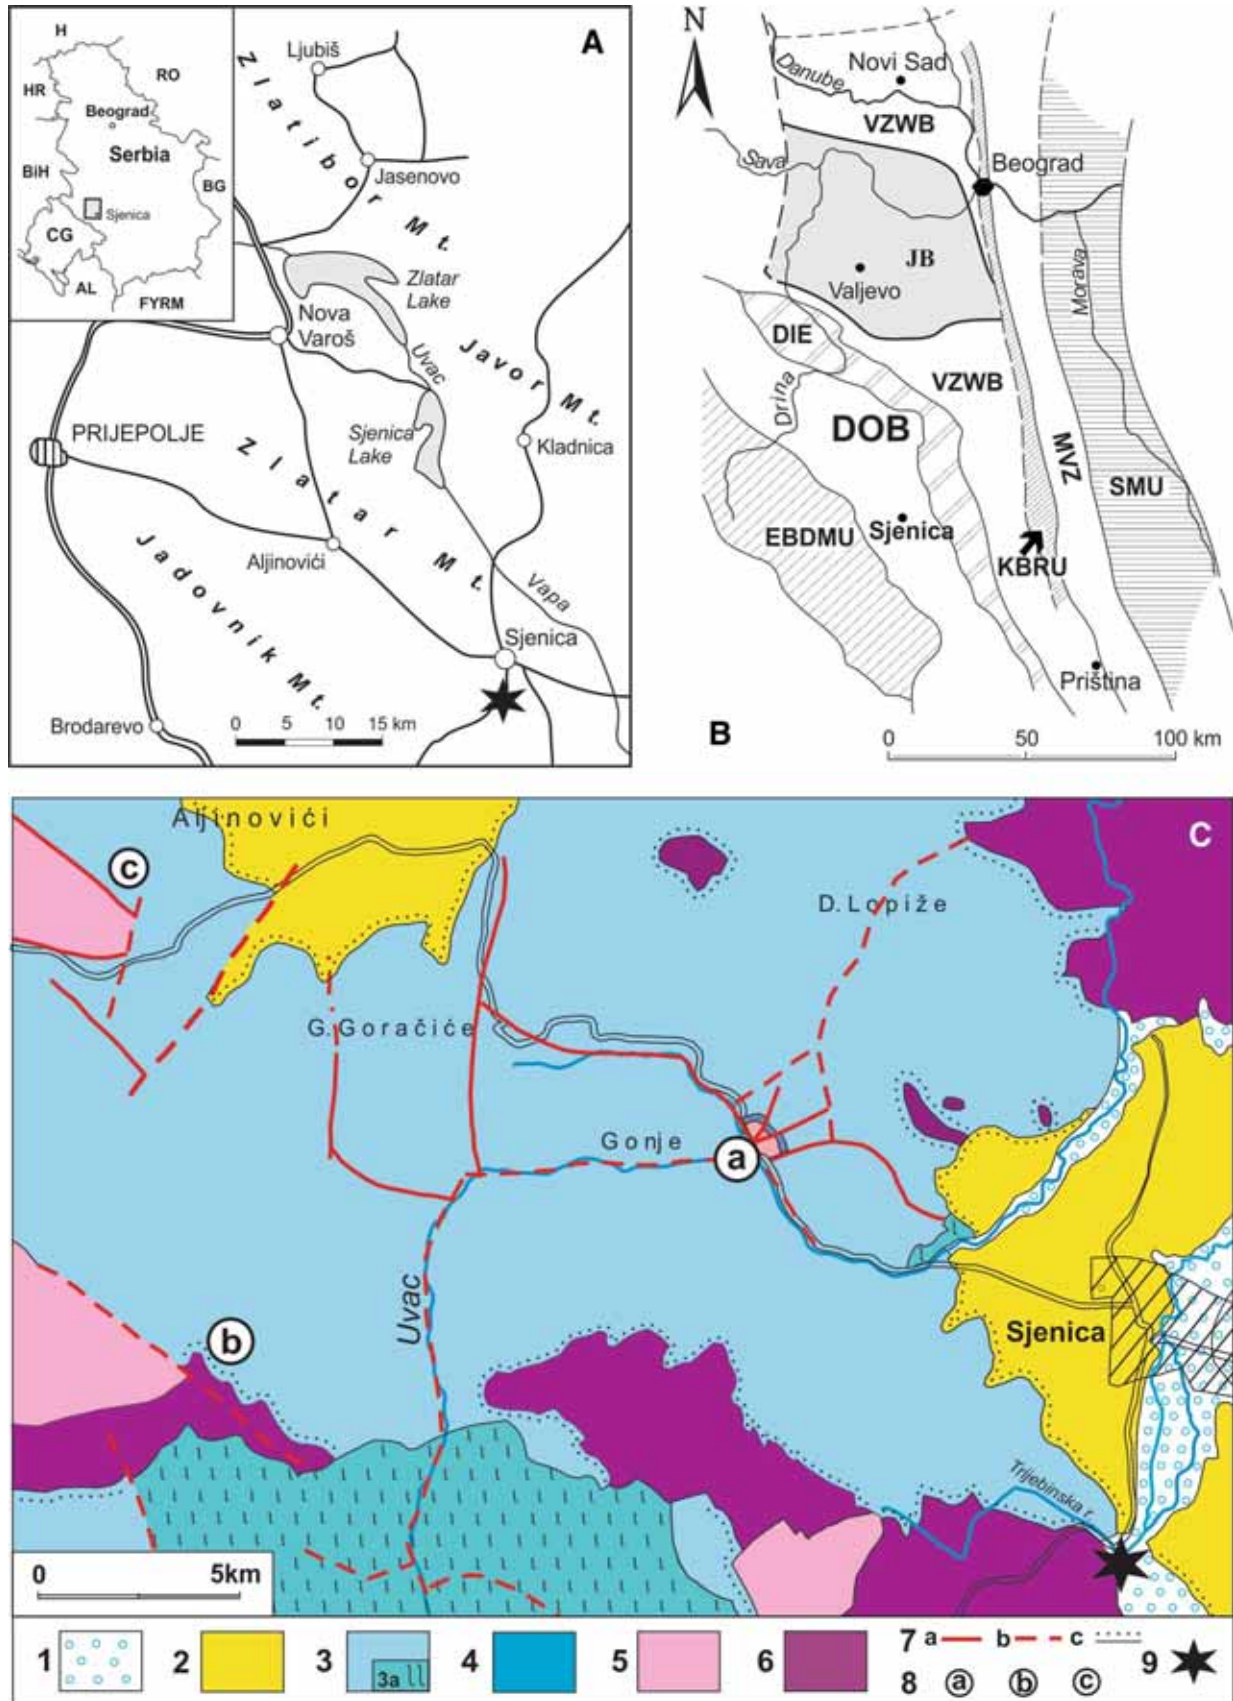 A
H
RO
HR
Beograd
Serbia
BiH
BG
Sjenica
CG
AL
FYRM
Ljubiš
Zlatibor Mt.
Jasenovo
Zlatar
Lake
Nova
Varoš
Uvac
Javor Mt.
PRIJEPOLJE
Sjenica
Lake
Kladnica
Zlatar Mt.
Aljinovići
Jadovnik Mt.
Vapa
Sjenica
Brodarevo
0 5 10 15 km
B
N
Danube
Novi Sad
VZWB
Sava
Beograd
JB
Valjevo
Morava
DIE
Drina
VZWB
DOB
MVZ
SMU
EBDMU
Sjenica
KBRU
Priština
0 50 100 km
C
Aljinovići
c
D. Lopiže
G. Goračiće
Gonje
a
Uvac
b
Sjenica
Trijebinska r.
0 5km
1 2 3 3a 4 5 6 7 a b c 9
8 a b c